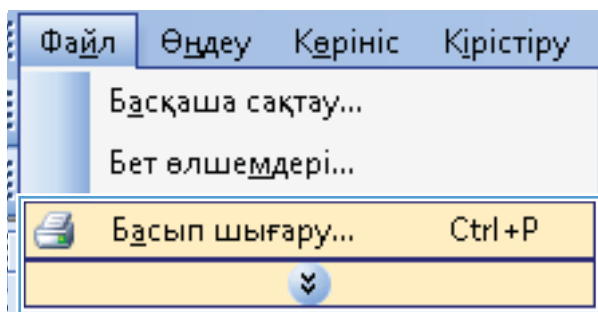 Файл Өңдеу Көрініс Кірістіру
Басқаша сақтау...
Бет өлшемдері...
Басып шығару... Ctrl+P